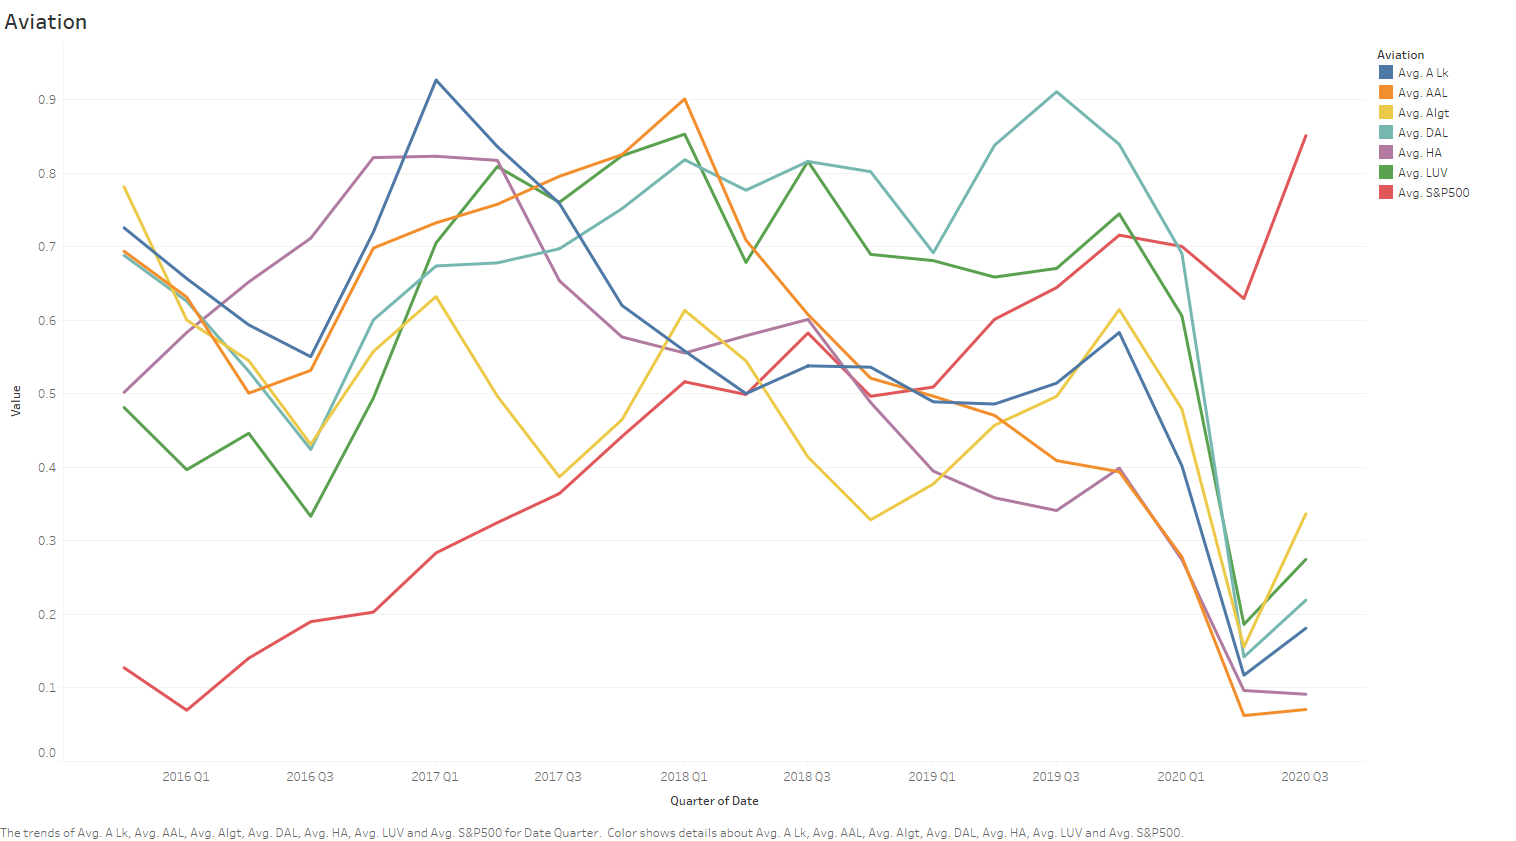 Aviation
Aviation
Avg. A Lk
Avg. AAL
Avg. Algt
Avg. DAL
Avg. HA
Avg. LUV
Avg. S&P500
0.9
0.8
0.7
0.6
0.5
0.4
0.3
0.2
0.1
0.0
Value
2016 Q1 2016 Q3 2017 Q1 2017 Q3 2018 Q1 2018 Q3 2019 Q1 2019 Q3 2020 Q1 2020 Q3
Quarter of Date
The trends of Avg. A Lk, Avg. AAL, Avg. Algt, Avg. DAL, Avg. HA, Avg. LUV and Avg. S&P500 for Date Quarter. Color shows details about Avg. A Lk, Avg. AAL, Avg. Algt, Avg. DAL, Avg. HA, Avg. LUV and Avg. S&P500.